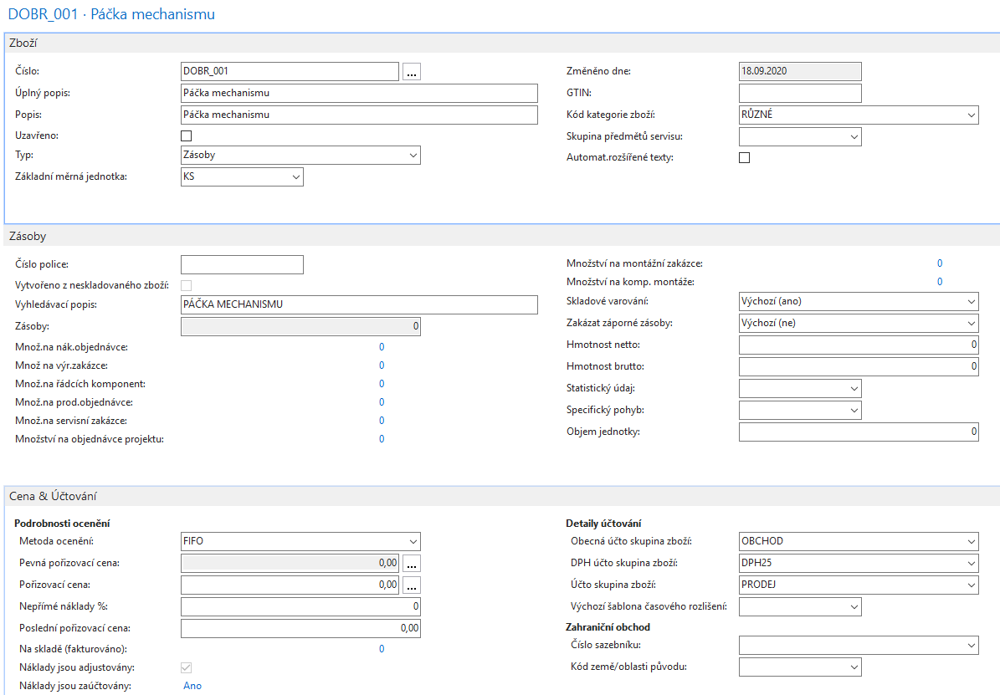 DOBR_001 · Páčka mechanismu
Zboží
Číslo: DOBR_001 ...
Úplný popis: Páčka mechanismu
Popis: Páčka mechanismu
Uzavřeno:
Typ: Zásoby
Základní měrná jednotka: KS
Změněno dne: 18.09.2020
GTIN:
Kód kategorie zboží: RŮZNÉ
Skupina předmětů servisu:
Automat.rozšířené texty:
Zásoby
Číslo police:
Vytvořeno z neskladovaného zboží:
Vyhledávací popis: PÁČKA MECHANISMU
Zásoby: 0
Množ.na nák.objednávce: 0
Množ na výr.zakázce: 0
Množ.na řádcích komponent: 0
Množ.na prod.objednávce: 0
Množ.na servisní zakázce: 0
Množství na objednávce projektu: 0
Množství na montážní zakázce: 0
Množství na komp. montáže: 0
Skladové varování: Výchozí (ano)
Zakázat záporné zásoby: Výchozí (ne)
Hmotnost netto: 0
Hmotnost brutto: 0
Statistický údaj:
Specifický pohyb:
Objem jednotky: 0
Cena & Účtování
Podrobnosti ocenění
Metoda ocenění: FIFO
Pevná pořizovací cena: 0,00 ...
Pořizovací cena: 0,00 ...
Nepřímé náklady %: 0
Poslední pořizovací cena: 0,00
Na skladě (fakturováno): 0
Náklady jsou adjustovány:
Náklady jsou zaúčtovány: Ano
Detaily účtování
Obecná účto skupina zboží: OBCHOD
DPH účto skupina zboží: DPH25
Účto skupina zboží: PRODEJ
Výchozí šablona časového rozlišení:
Zahraniční obchod
Číslo sazebníku:
Kód země/oblasti původu: